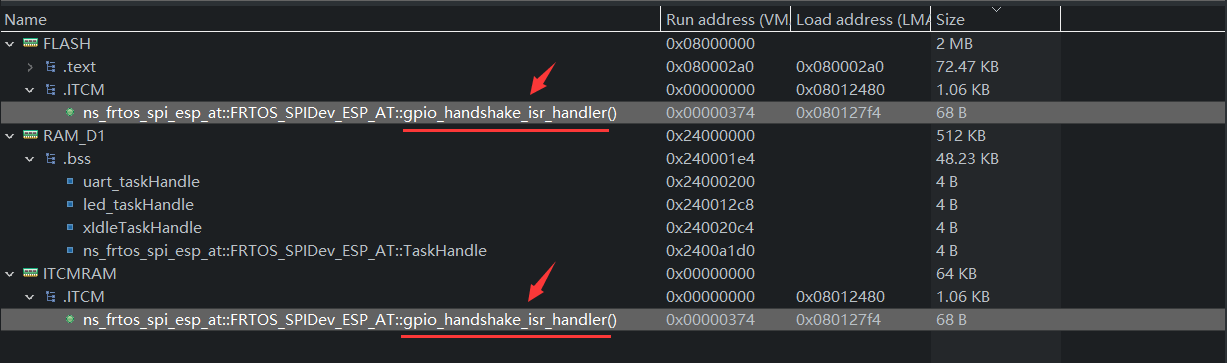 Name Run address (VM Load address (LMA Size
FLASH 0x08000000 2 MB
.text 0x080002a0 0x080002a0 72.47 KB
.ITCM 0x00000000 0x08012480 1.06 KB
ns_frtos_spi_esp_at::FRTOS_SPIDev_ESP_AT::gpio_handshake_isr_handler() 0x00000374 0x080127f4 68 B
RAM_D1 0x24000000 512 KB
.bss 0x240001e4 48.23 KB
uart_taskHandle 0x24000200 4 B
led_taskHandle 0x240012c8 4 B
xIdleTaskHandle 0x240020c4 4 B
ns_frtos_spi_esp_at::FRTOS_SPIDev_ESP_AT::TaskHandle 0x2400a1d0 4 B
ITCMRAM 0x00000000 64 KB
.ITCM 0x00000000 0x08012480 1.06 KB
ns_frtos_spi_esp_at::FRTOS_SPIDev_ESP_AT::gpio_handshake_isr_handler() 0x00000374 0x080127f4 68 B